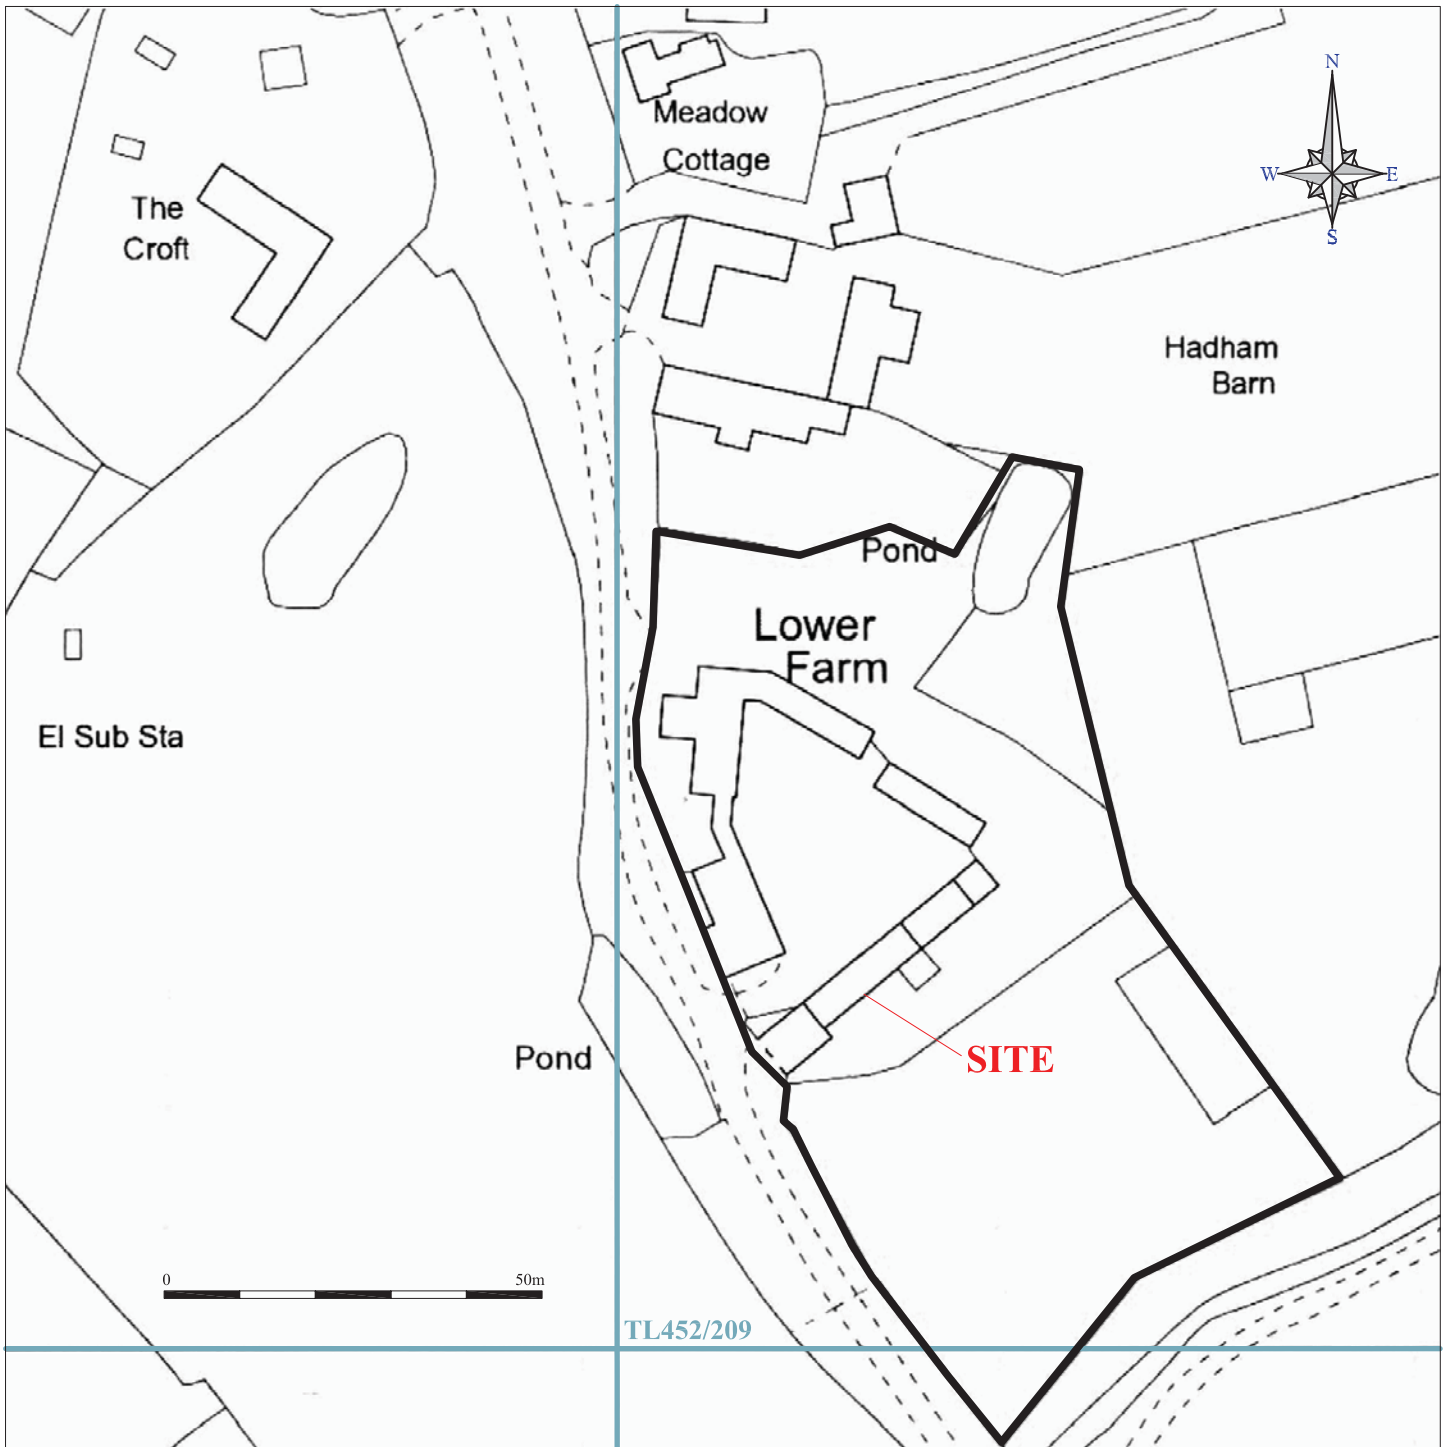 N
W E
S
Meadow
Cottage
The
Croft
Hadham
Barn
Pond
Lower
Farm
El Sub Sta
Pond
SITE
0 50m
TL452/209